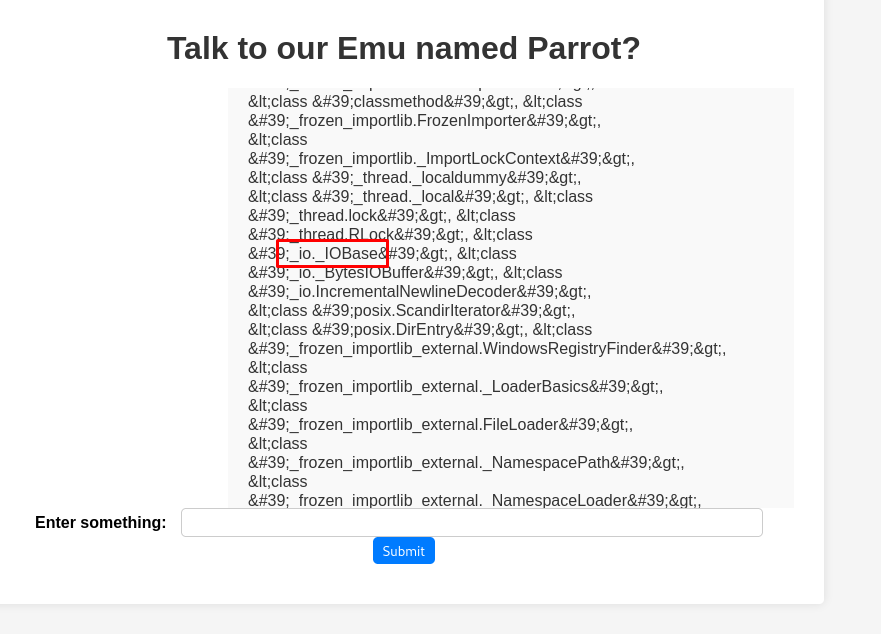 Talk to our Emu named Parrot?
&lt;class &#39;classmethod&#39;&gt;, &lt;class
&#39;_frozen_importlib.FrozenImporter&#39;&gt;,
&lt;class
&#39;_frozen_importlib._ImportLockContext&#39;&gt;,
&lt;class &#39;_thread._localdummy&#39;&gt;,
&lt;class &#39;_thread._local&#39;&gt;, &lt;class
&#39;_thread.lock&#39;&gt;, &lt;class
&#39;_thread.RLock&#39;&gt;, &lt;class
&#39;_io._IOBase&#39;&gt;, &lt;class
&#39;_io._BytesIOBuffer&#39;&gt;, &lt;class
&#39;_io.IncrementalNewlineDecoder&#39;&gt;,
&lt;class &#39;posix.ScandirIterator&#39;&gt;,
&lt;class &#39;posix.DirEntry&#39;&gt;, &lt;class
&#39;_frozen_importlib_external.WindowsRegistryFinder&#39;&gt;,
&lt;class
&#39;_frozen_importlib_external._LoaderBasics&#39;&gt;,
&lt;class
&#39;_frozen_importlib_external.FileLoader&#39;&gt;,
&lt;class
&#39;_frozen_importlib_external._NamespacePath&#39;&gt;,
&lt;class
&#39;_frozen_importlib_external._NamespaceLoader&#39;&gt;,
Enter something:
Submit